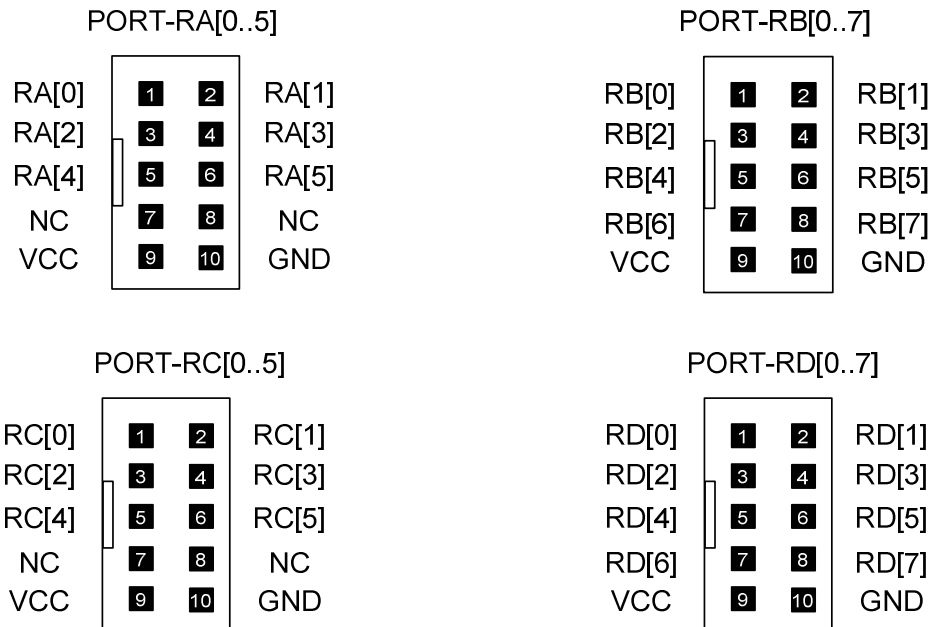 PORT-RA[0..5]
RA[0] 1 2 RA[1]
RA[2] 3 4 RA[3]
RA[4] 5 6 RA[5]
NC 7 8 NC
VCC 9 10 GND
PORT-RB[0..7]
RB[0] 1 2 RB[1]
RB[2] 3 4 RB[3]
RB[4] 5 6 RB[5]
RB[6] 7 8 RB[7]
VCC 9 10 GND
PORT-RC[0..5]
RC[0] 1 2 RC[1]
RC[2] 3 4 RC[3]
RC[4] 5 6 RC[5]
NC 7 8 NC
VCC 9 10 GND
PORT-RD[0..7]
RD[0] 1 2 RD[1]
RD[2] 3 4 RD[3]
RD[4] 5 6 RD[5]
RD[6] 7 8 RD[7]
VCC 9 10 GND